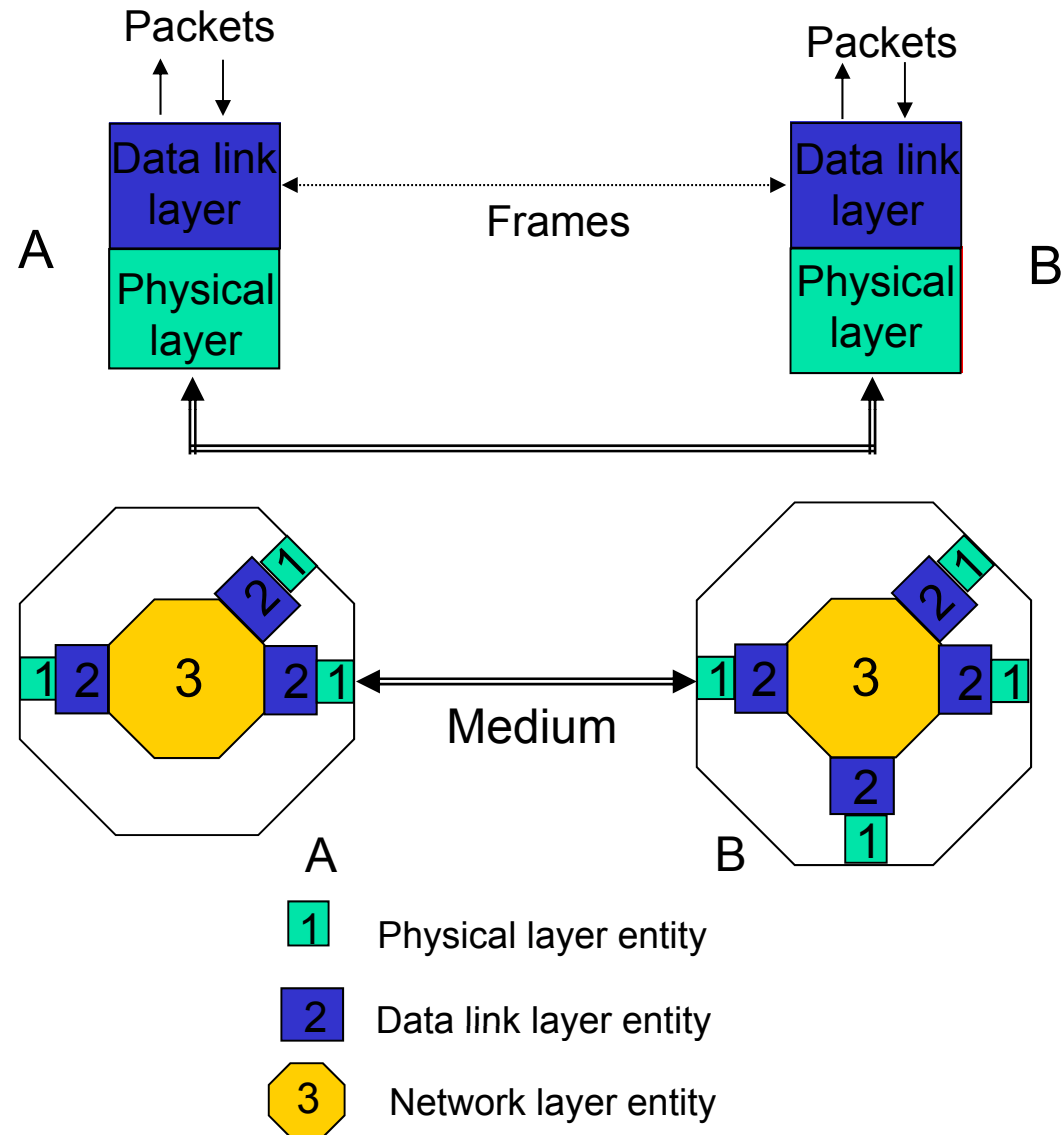 Packets
Packets
Data link
layer
Data link
layer
Frames
A
B
Physical
layer
Physical
layer
1
2
1
2
2
3
2
1
1
2
3
2
1
Medium
2
1
A
B
1
Physical layer entity
2
Data link layer entity
3
Network layer entity